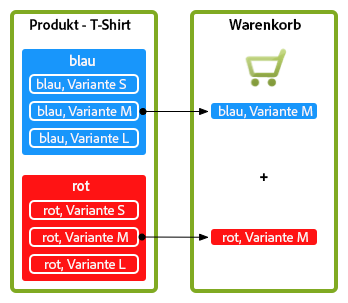 Produkt - T-Shirt
blau
blau, Variante S
blau, Variante M
blau, Variante L
rot
rot, Variante S
rot, Variante M
rot, Variante L
Warenkorb
blau, Variante M
+
rot, Variante M